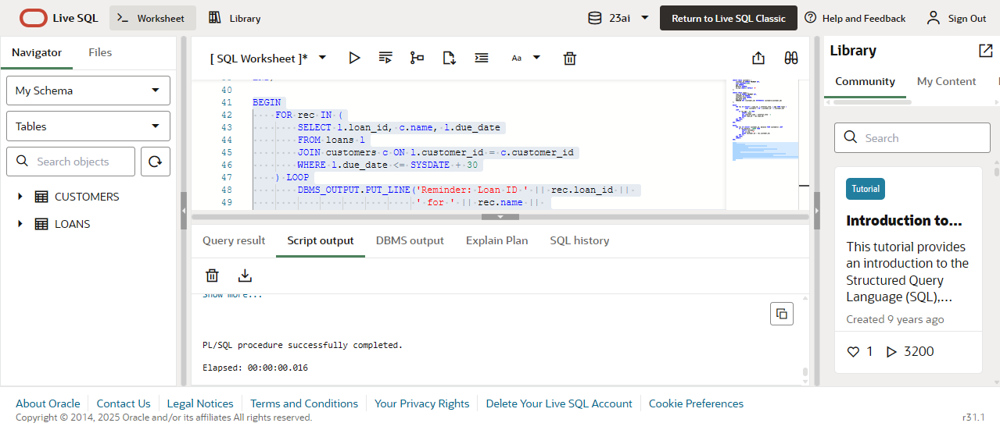 Live SQL
Worksheet
Library
23ai
Return to Live SQL Classic
Help and Feedback
Sign Out
Navigator
Files
My Schema
Tables
Search objects
CUSTOMERS
LOANS
[ SQL Worksheet ]*
Aa
40
41 BEGIN
42 FOR rec IN (
43 SELECT l.loan_id, c.name, l.due_date
44 FROM loans l
45 JOIN customers c ON l.customer_id = c.customer_id
46 WHERE l.due_date <= SYSDATE + 30
47 ) LOOP
48 DBMS_OUTPUT.PUT_LINE('Reminder: Loan ID ' || rec.loan_id ||
49 ' for ' || rec.name ||
Query result
Script output
DBMS output
Explain Plan
SQL history
Show more...
PL/SQL procedure successfully completed.
Elapsed: 00:00:00.016
Library
Community
My Content
Search
Tutorial
Introduction to...
This tutorial provides
an introduction to the
Structured Query
Language (SQL),...
Created 9 years ago
1
3200
About Oracle
Contact Us
Legal Notices
Terms and Conditions
Your Privacy Rights
Delete Your Live SQL Account
Cookie Preferences
Copyright © 2014, 2025 Oracle and/or its affiliates All rights reserved.
r31.1